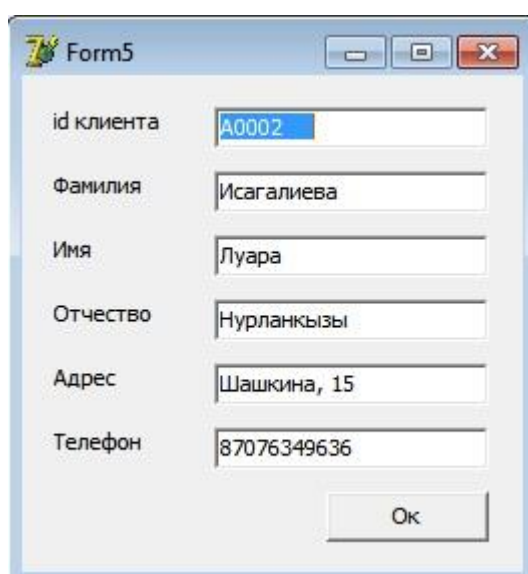 Form5
id клиента A0002
Фамилия Исагалиева
Имя Луара
Отчество Нурланкызы
Адрес Шашкина, 15
Телефон 87076349636
Ок